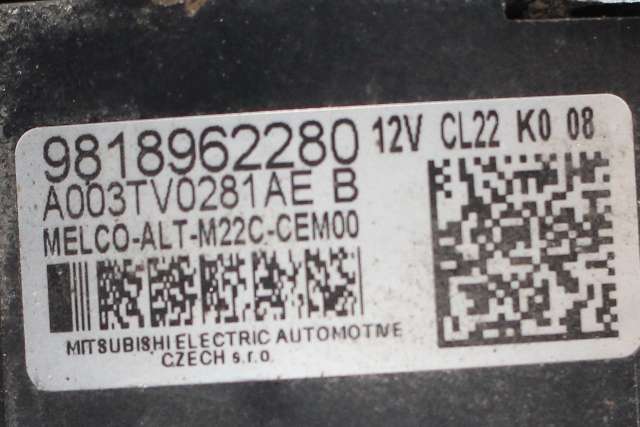 9818962280 12V CL22 K0 08
A003TV0281AE B
MELCO-ALT-M22C-CEM00
MITSUBISHI ELECTRIC AUTOMOTIVE
CZECH s.r.o.